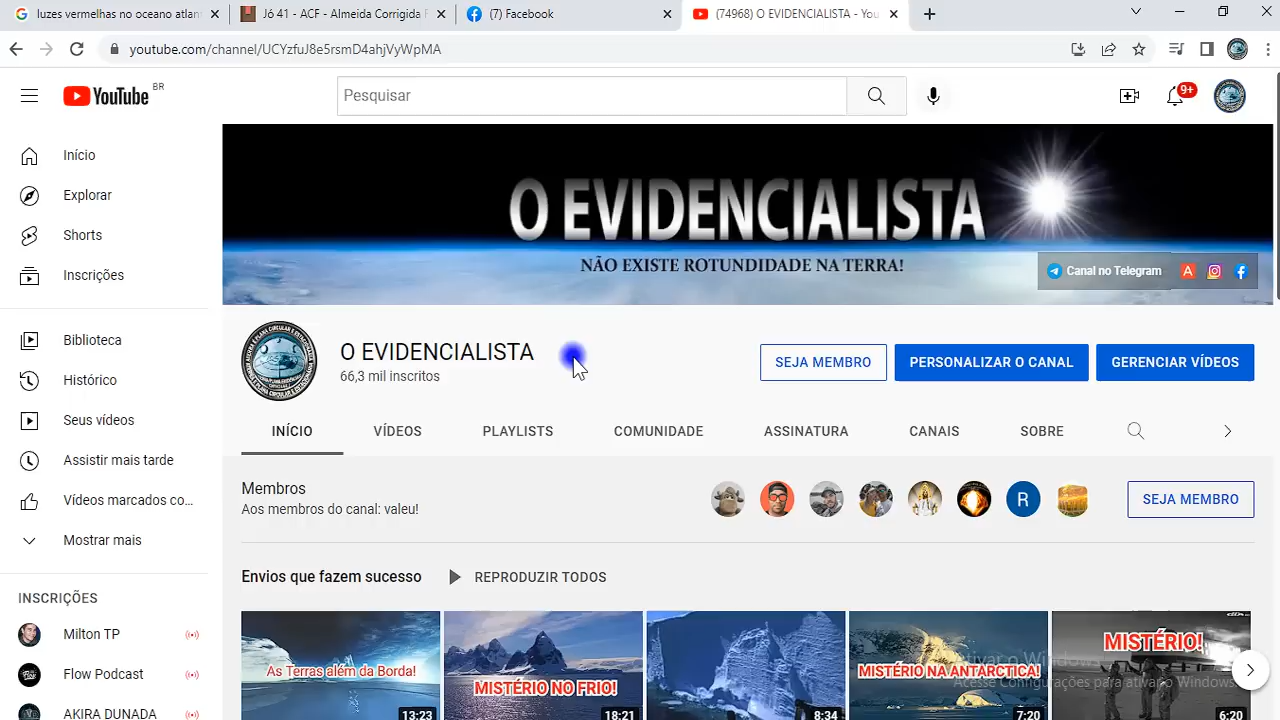 luzes vermelhas no oceano atlant
Jó 41 - ACF - Almeida Corrigida F
(7) Facebook
(74968) O EVIDENCIALISTA - You
youtube.com/channel/UCYzfuJ8e5rsmD4ahjVyWpMA
YouTube BR
Pesquisar
9+
Início
Explorar
Shorts
Inscrições
Biblioteca
Histórico
Seus vídeos
Assistir mais tarde
Vídeos marcados co...
Mostrar mais
INSCRIÇÕES
Milton TP
Flow Podcast
AKIRA DUNADA
O EVIDENCIALISTA
NÃO EXISTE ROTUNDIDADE NA TERRA!
Canal no Telegram
O EVIDENCIALISTA
66,3 mil inscritos
SEJA MEMBRO
PERSONALIZAR O CANAL
GERENCIAR VÍDEOS
INÍCIO
VÍDEOS
PLAYLISTS
COMUNIDADE
ASSINATURA
CANAIS
SOBRE
Membros
Aos membros do canal: valeu!
R
SEJA MEMBRO
Envios que fazem sucesso
REPRODUZIR TODOS
As Terras além da Borda!
13:23
MISTÉRIO NO FRIO!
18:21
8:34
MISTÉRIO NA ANTARCTICA!
7:20
MISTÉRIO!
6:20
Ativar o Windows
Acesse Configurações para ativar o Windows.